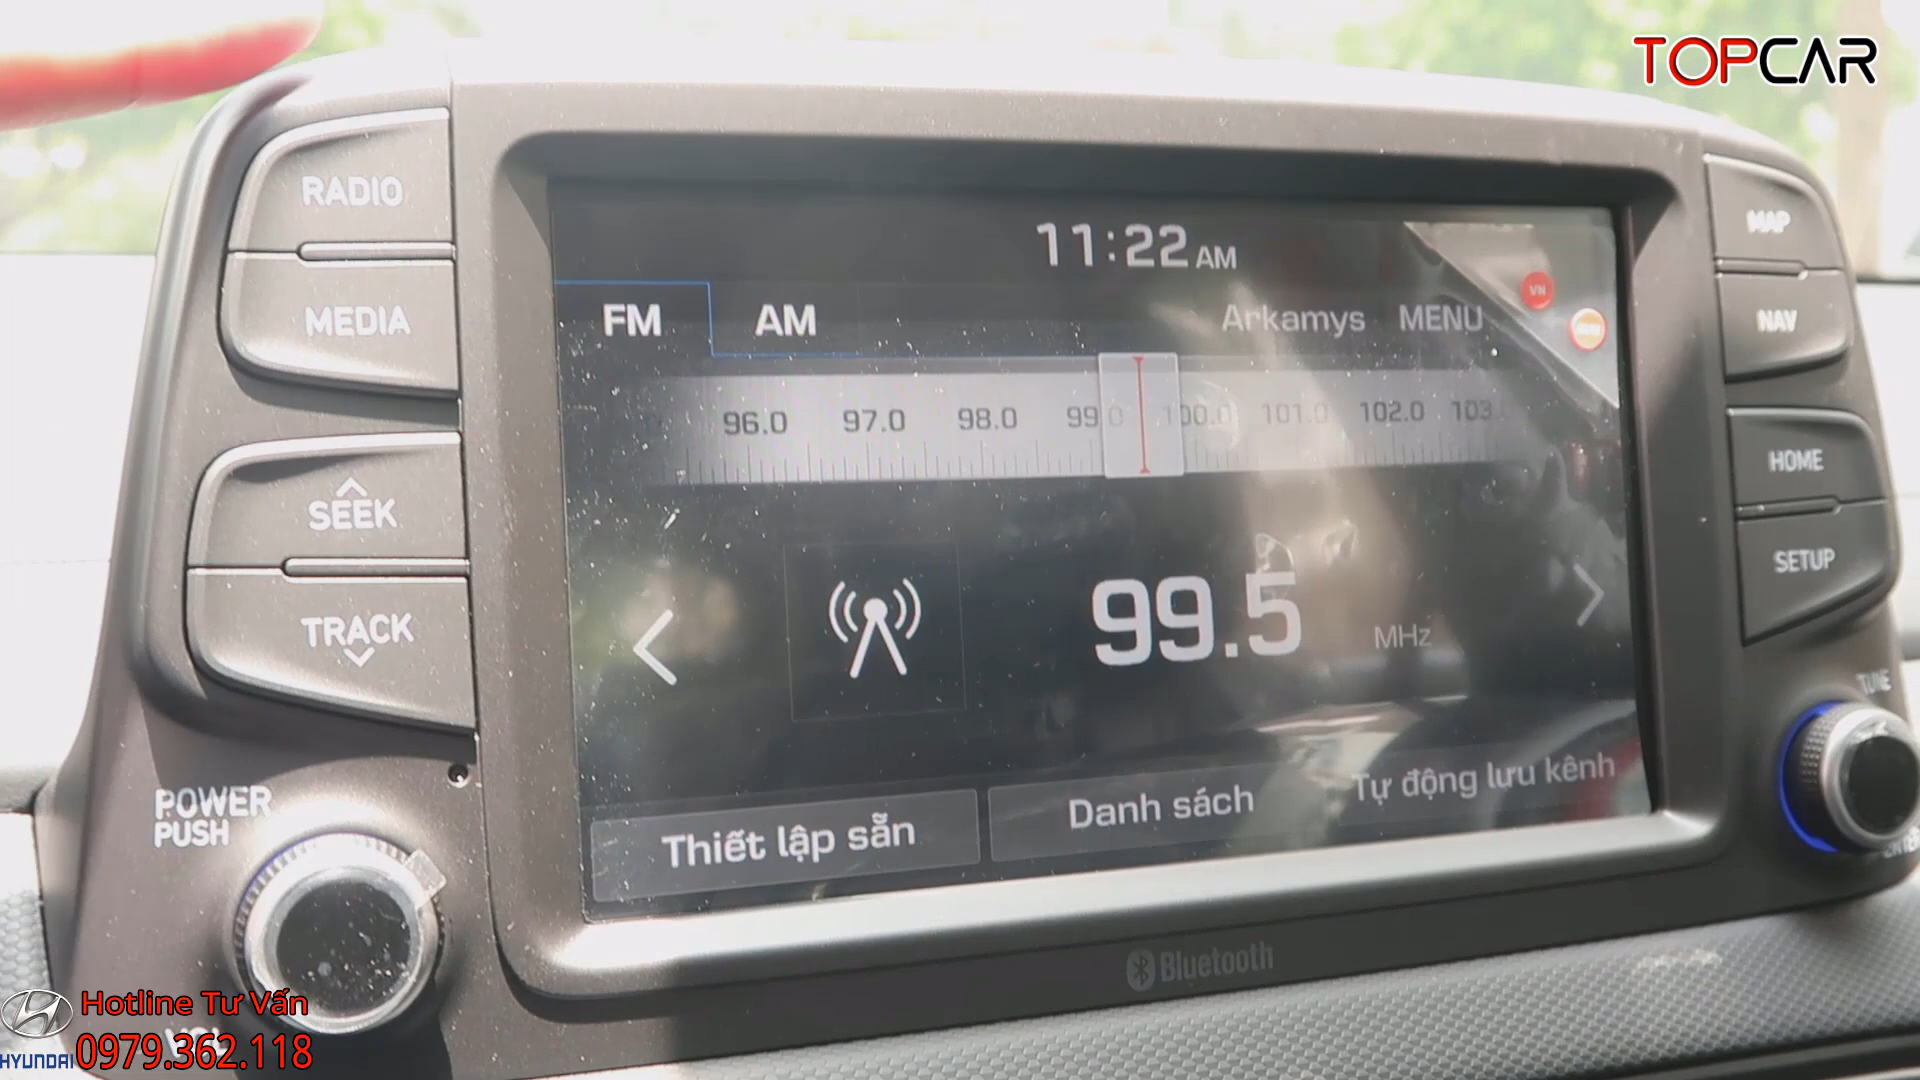 TOPCAR
RADIO
MEDIA
SEEK
TRACK
POWER
PUSH
VOL
11:22 AM
FM AM Arkamys MENU
VN
96.0 97.0 98.0 99.0 100.0 101.0 102.0 103
99.5 MHz
Thiết lập sẵn Danh sách Tự động lưu kênh
MAP
NAV
HOME
SETUP
TUNE
Bluetooth
Hotline Tư Vấn
HYUNDAI 0979.362.118